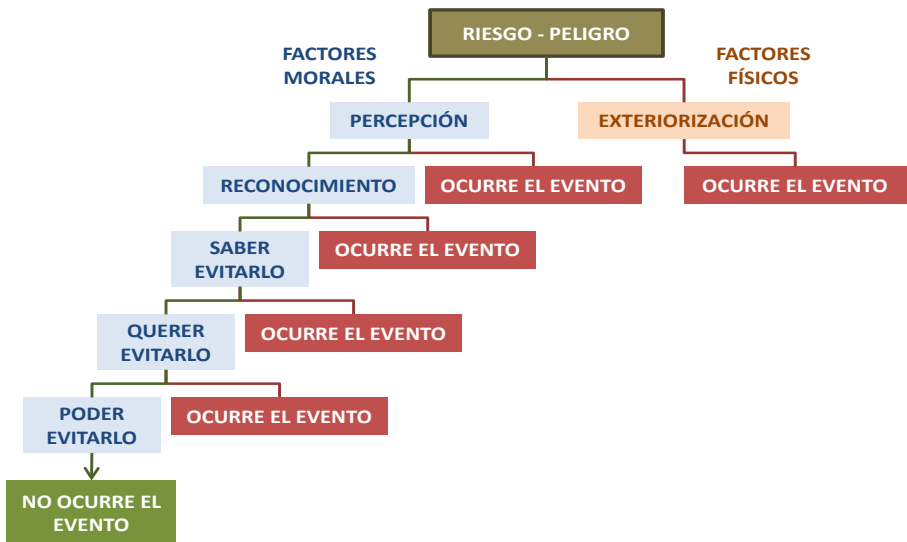 RIESGO - PELIGRO
FACTORES
MORALES
FACTORES
FÍSICOS
PERCEPCIÓN
EXTERIORIZACIÓN
RECONOCIMIENTO
OCURRE EL EVENTO
OCURRE EL EVENTO
SABER
EVITARLO
OCURRE EL EVENTO
QUERER
EVITARLO
OCURRE EL EVENTO
PODER
EVITARLO
OCURRE EL EVENTO
NO OCURRE EL
EVENTO